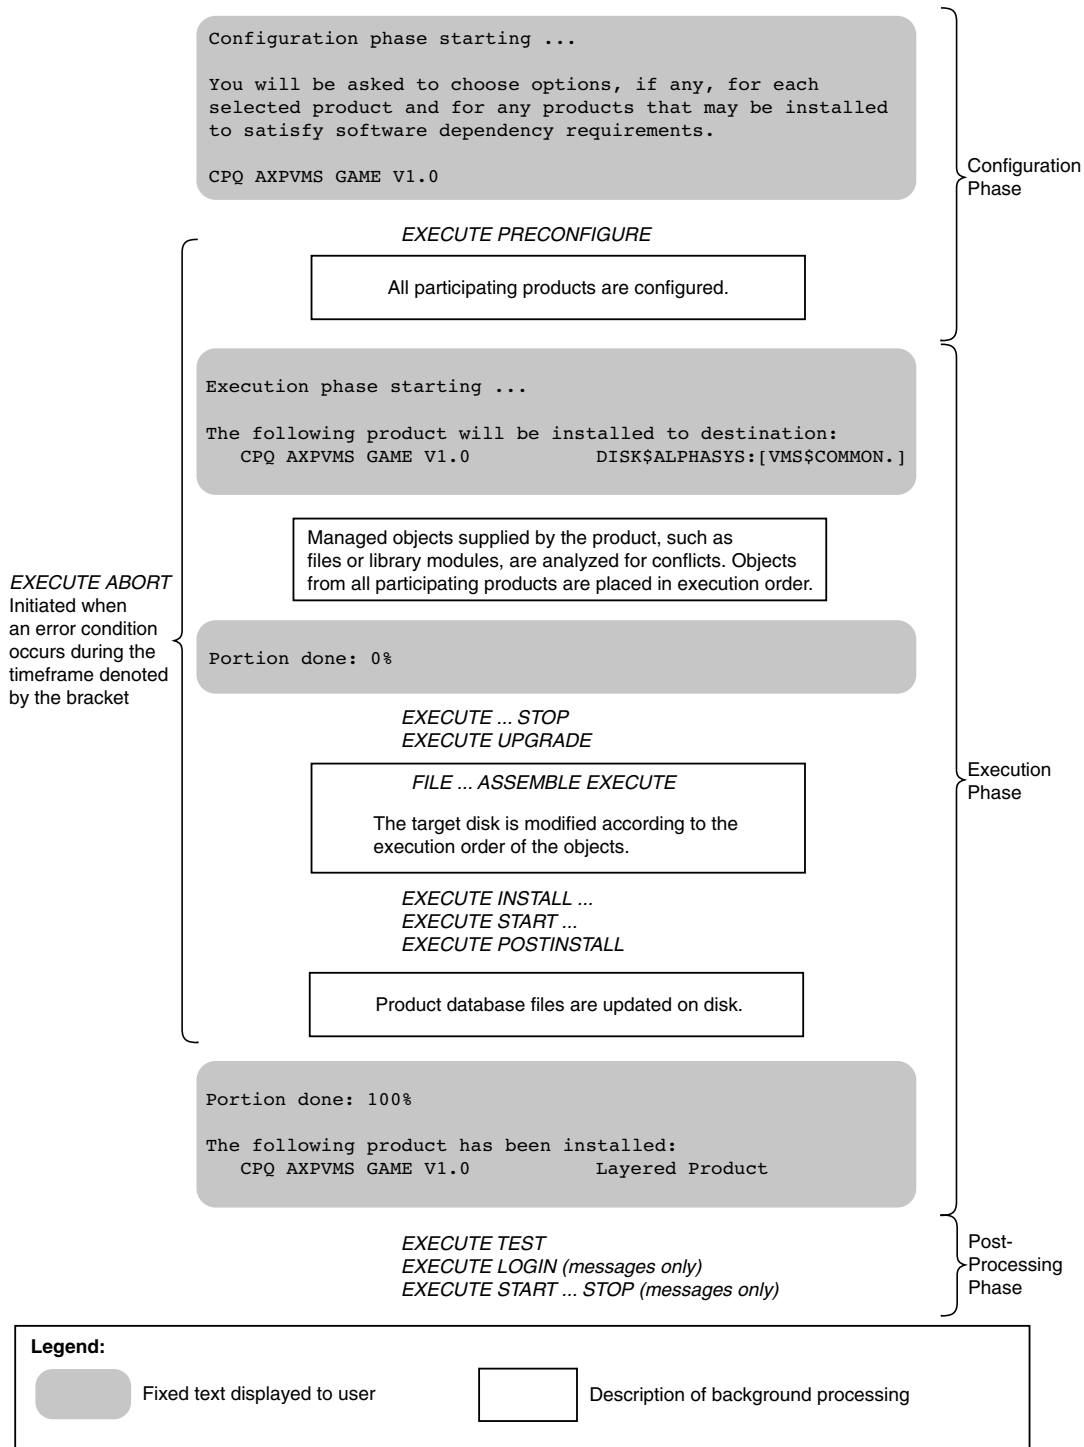 Configuration phase starting ...
You will be asked to choose options, if any, for each
selected product and for any products that may be installed
to satisfy software dependency requirements.
CPQ AXPVMS GAME V1.0
Configuration
Phase
EXECUTE PRECONFIGURE
All participating products are configured.
Execution phase starting ...
The following product will be installed to destination:
CPQ AXPVMS GAME V1.0 DISK$ALPHASYS:[VMS$COMMON.]
Managed objects supplied by the product, such as
files or library modules, are analyzed for conflicts. Objects
from all participating products are placed in execution order.
EXECUTE ABORT
Initiated when
an error condition
occurs during the
timeframe denoted
by the bracket
Portion done: 0%
EXECUTE ... STOP
EXECUTE UPGRADE
FILE ... ASSEMBLE EXECUTE
The target disk is modified according to the
execution order of the objects.
Execution
Phase
EXECUTE INSTALL ...
EXECUTE START ...
EXECUTE POSTINSTALL
Product database files are updated on disk.
Portion done: 100%
The following product has been installed:
CPQ AXPVMS GAME V1.0 Layered Product
EXECUTE TEST
EXECUTE LOGIN (messages only)
EXECUTE START ... STOP (messages only)
Post-
Processing
Phase
Legend:
Fixed text displayed to user
Description of background processing